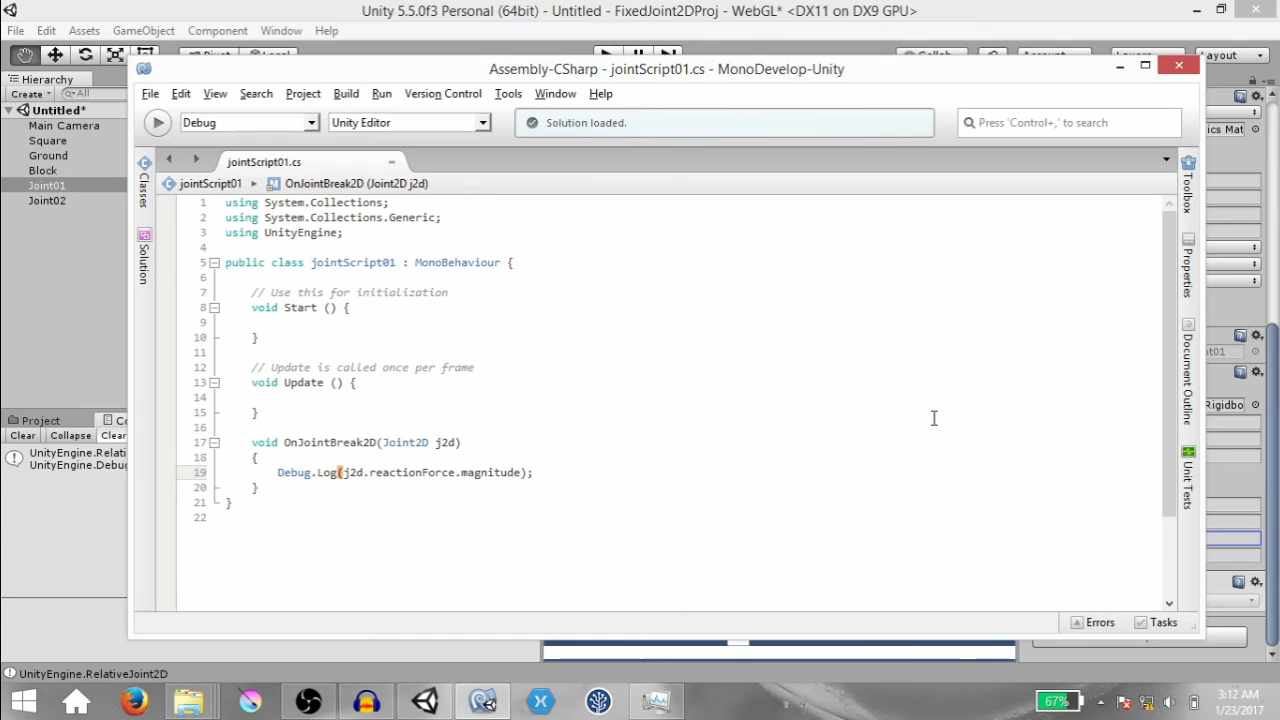 Unity 5.5.0f3 Personal (64bit) - Untitled - FixedJoint2DProj - WebGL* <DX11 on DX9 GPU>
File Edit Assets GameObject Component Window Help
Hierarchy
Create
All
Untitled*
Main Camera
Square
Ground
Block
Joint01
Joint02
Project
Clear Collapse Clear
UnityEngine.RelativeJoint2D
Assembly-CSharp - jointScript01.cs - MonoDevelop-Unity
File Edit View Search Project Build Run Version Control Tools Window Help
Debug Unity Editor Solution loaded. Press 'Control+,' to search
jointScript01.cs
jointScript01 OnJointBreak2D (Joint2D j2d)
1 using System.Collections;
2 using System.Collections.Generic;
3 using UnityEngine;
4
5 public class jointScript01 : MonoBehaviour {
6
7 // Use this for initialization
8 void Start () {
9
10 }
11
12 // Update is called once per frame
13 void Update () {
14
15 }
16
17 void OnJointBreak2D(Joint2D j2d)
18 {
19 Debug.Log(j2d.reactionForce.magnitude);
20 }
21 }
22
Classes
Solution
Toolbox
Properties
Document Outline
Unit Tests
Errors Tasks
67%
3:12 AM
1/23/2017